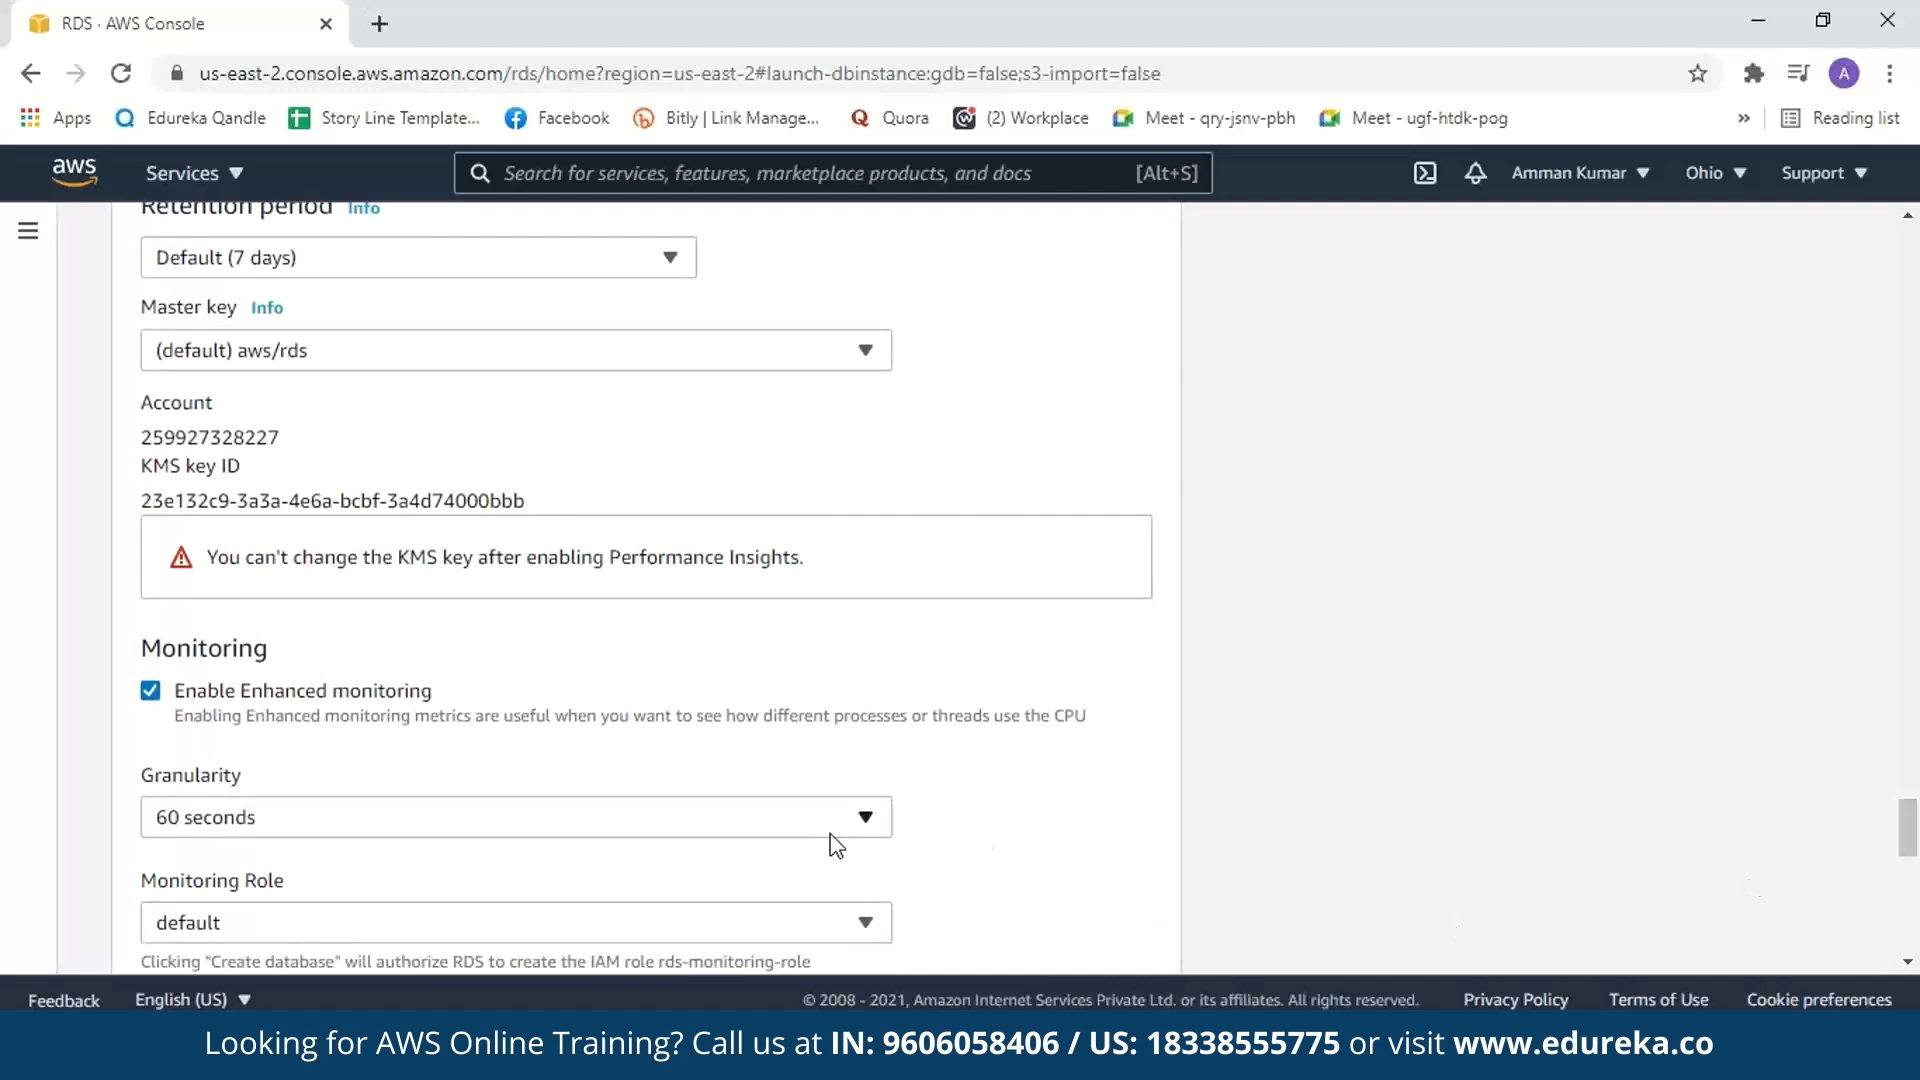 RDS · AWS Console
us-east-2.console.aws.amazon.com/rds/home?region=us-east-2#launch-dbinstance:gdb=false;s3-import=false
A
Apps Edureka Qandle Story Line Template... Facebook Bitly | Link Manage... Quora (2) Workplace Meet - qry-jsnv-pbh Meet - ugf-htdk-pog » Reading list
aws Services Search for services, features, marketplace products, and docs [Alt+S] Amman Kumar Ohio Support
Retention period Info
Default (7 days)
Master key Info
(default) aws/rds
Account
259927328227
KMS key ID
23e132c9-3a3a-4e6a-bcbf-3a4d74000bbb
You can't change the KMS key after enabling Performance Insights.
Monitoring
Enable Enhanced monitoring
Enabling Enhanced monitoring metrics are useful when you want to see how different processes or threads use the CPU
Granularity
60 seconds
Monitoring Role
default
Clicking "Create database" will authorize RDS to create the IAM role rds-monitoring-role
Feedback English (US) © 2008 - 2021, Amazon Internet Services Private Ltd. or its affiliates. All rights reserved. Privacy Policy Terms of Use Cookie preferences
Looking for AWS Online Training? Call us at IN: 9606058406 / US: 18338555775 or visit www.edureka.co